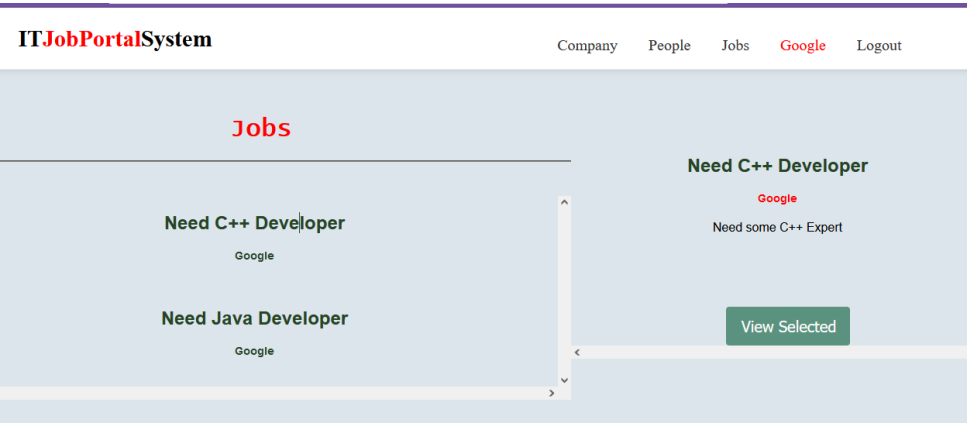 ITJobPortalSystem
Company People Jobs Google Logout
Jobs
Need C++ Developer
Google
Need Java Developer
Google
Need C++ Developer
Google
Need some C++ Expert
View Selected